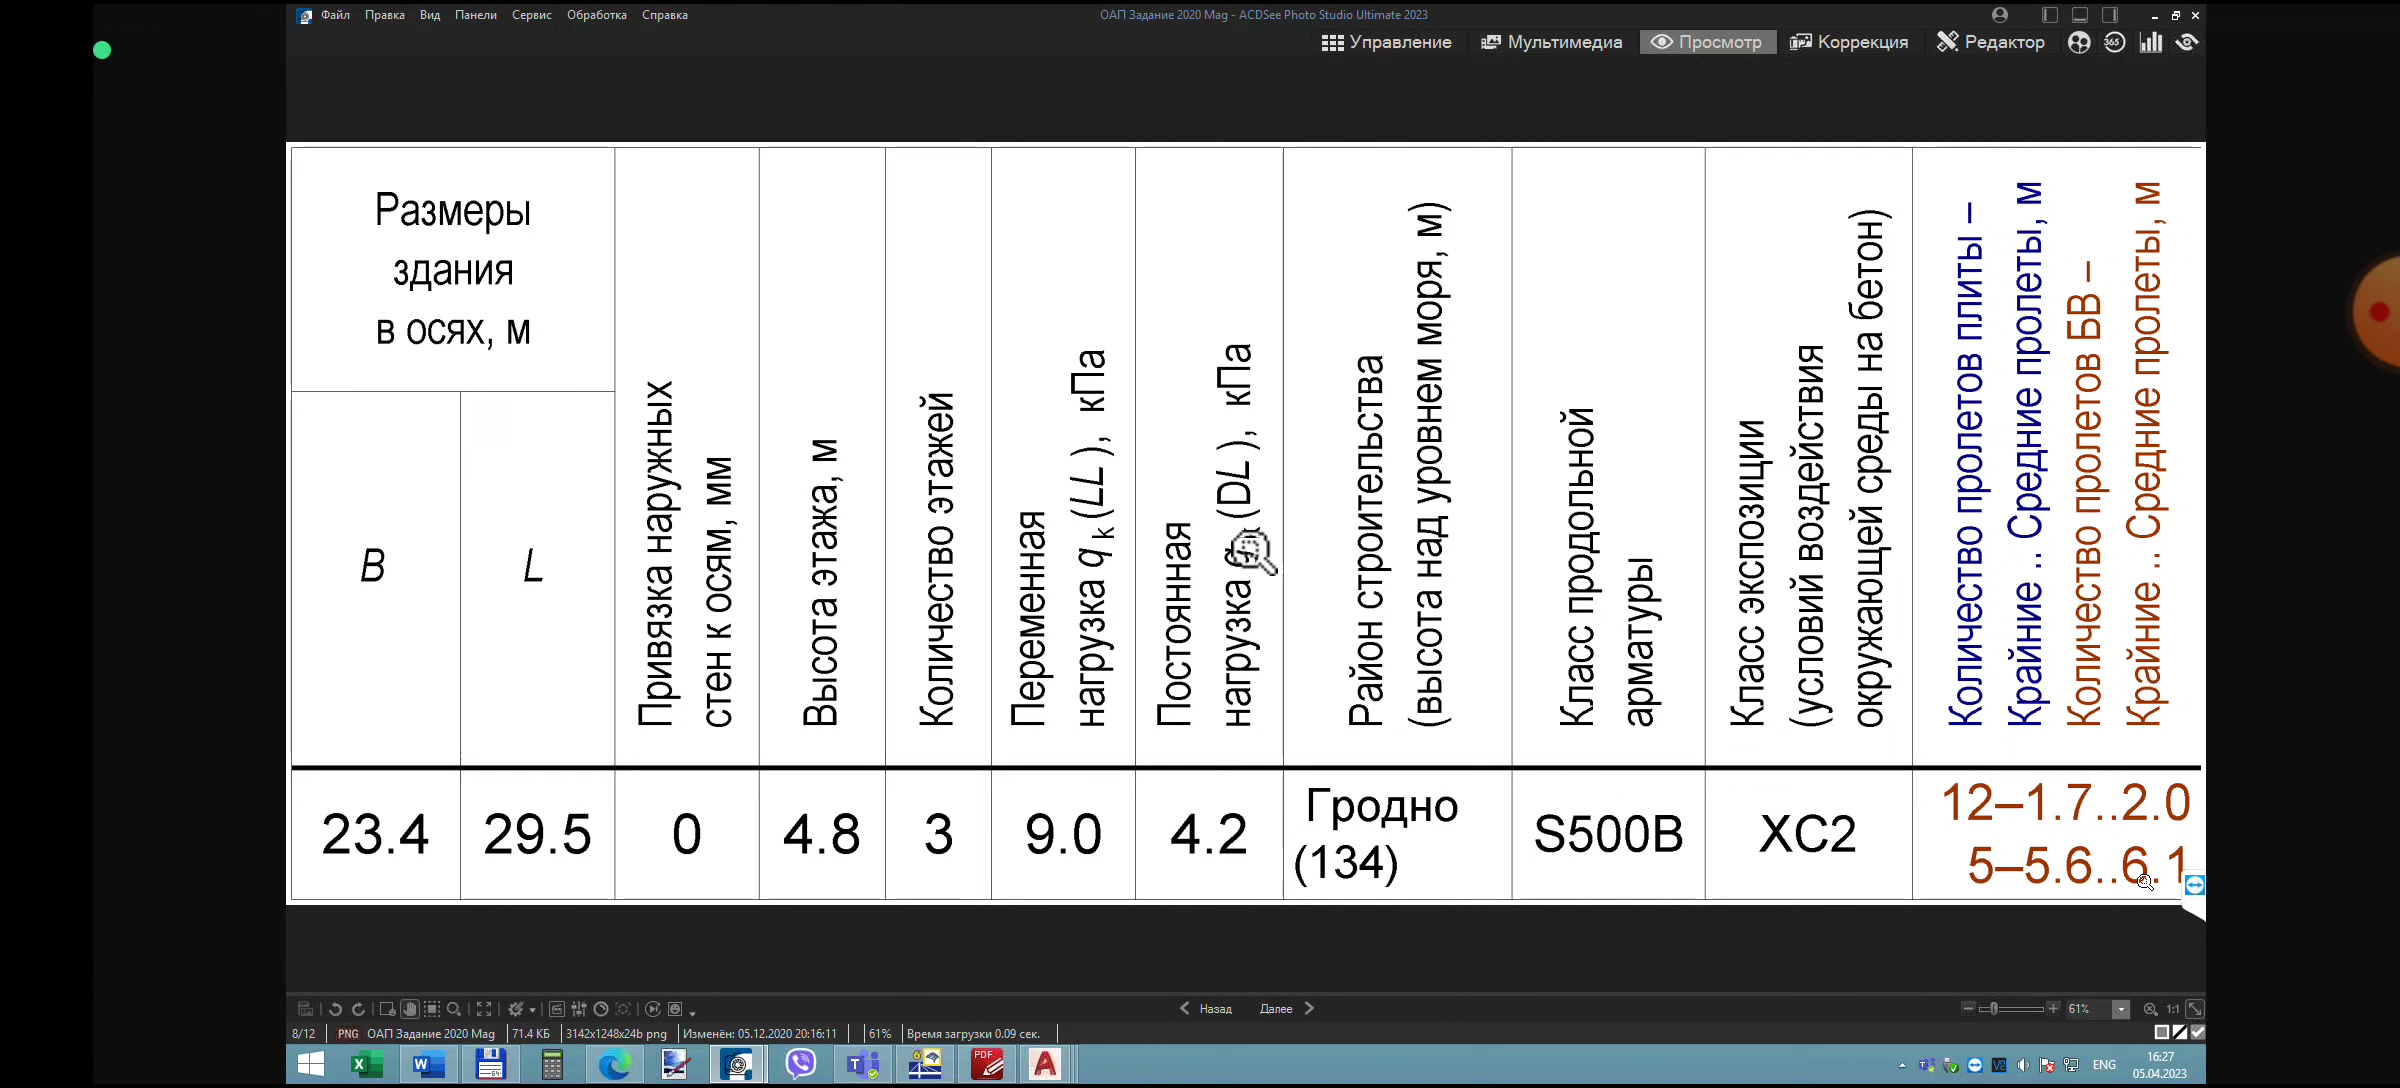 Файл Правка Вид Панели Сервис Обработка Справка
ОАП Задание 2020 Mag - ACDSee Photo Studio Ultimate 2023
Управление Мультимедиа Просмотр Коррекция Редактор 365
Размеры
здания
в осях, м
B
L
Привязка наружных
стен к осям, мм
Высота этажа, м
Количество этажей
Переменная
нагрузка qk (LL), кПа
Постоянная
нагрузка (DL), кПа
Район строительства
(высота над уровнем моря, м)
Класс продольной
арматуры
Класс экспозиции
(условий воздействия
окружающей среды на бетон)
Количество пролетов плиты –
Крайние .. Средние пролеты, м
Количество пролетов БВ –
Крайние .. Средние пролеты, м
23.4
29.5
0
4.8
3
9.0
4.2
Гродно
(134)
S500B
XC2
12–1.7..2.0
5–5.6..6.1
Назад Далее
61% 1:1
8/12 PNG ОАП Задание 2020 Mag 71.4 КБ 3142x1248x24b png Изменён: 05.12.2020 20:16:11 61% Время загрузки 0.09 сек.
ENG
16:27
05.04.2023